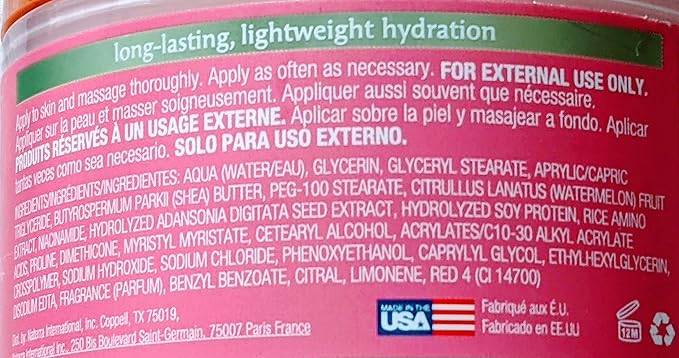 long-lasting, lightweight hydration
Apply to skin and massage thoroughly. Apply as often as necessary. FOR EXTERNAL USE ONLY.
Appliquer sur la peau et masser soigneusement. Appliquer aussi souvent que nécessaire.
PRODUITS RÉSERVÉS À UN USAGE EXTERNE. Aplicar sobre la piel y masajear a fondo. Aplicar
tantas veces como sea necesario. SOLO PARA USO EXTERNO.
INGREDIENTS/INGRÉDIENTS/INGREDIENTES: AQUA (WATER/EAU), GLYCERIN, GLYCERYL STEARATE, APRYLIC/CAPRIC
TRIGLYCERIDE, BUTYROSPERMUM PARKII (SHEA) BUTTER, PEG-100 STEARATE, CITRULLUS LANATUS (WATERMELON) FRUIT
EXTRACT, NIACINAMIDE, HYDROLYZED ADANSONIA DIGITATA SEED EXTRACT, HYDROLYZED SOY PROTEIN, RICE AMINO
ACIDS, PROLINE, DIMETHICONE, MYRISTYL MYRISTATE, CETEARYL ALCOHOL, ACRYLATES/C10-30 ALKYL ACRYLATE
CROSSPOLYMER, SODIUM HYDROXIDE, SODIUM CHLORIDE, PHENOXYETHANOL, CAPRYLYL GLYCOL, ETHYLHEXYLGLYCERIN,
DISODIUM EDTA, FRAGRANCE (PARFUM), BENZYL BENZOATE, CITRAL, LIMONENE, RED 4 (CI 14700)
Dist. by: Naterra International, Inc. Coppell, TX 75019,
Naterra International Inc., 250 Bis Boulevard Saint-Germain, 75007 Paris France
MADE IN THE
USA
Fabriqué aux É.U.
Fabricado en EE.UU
12M